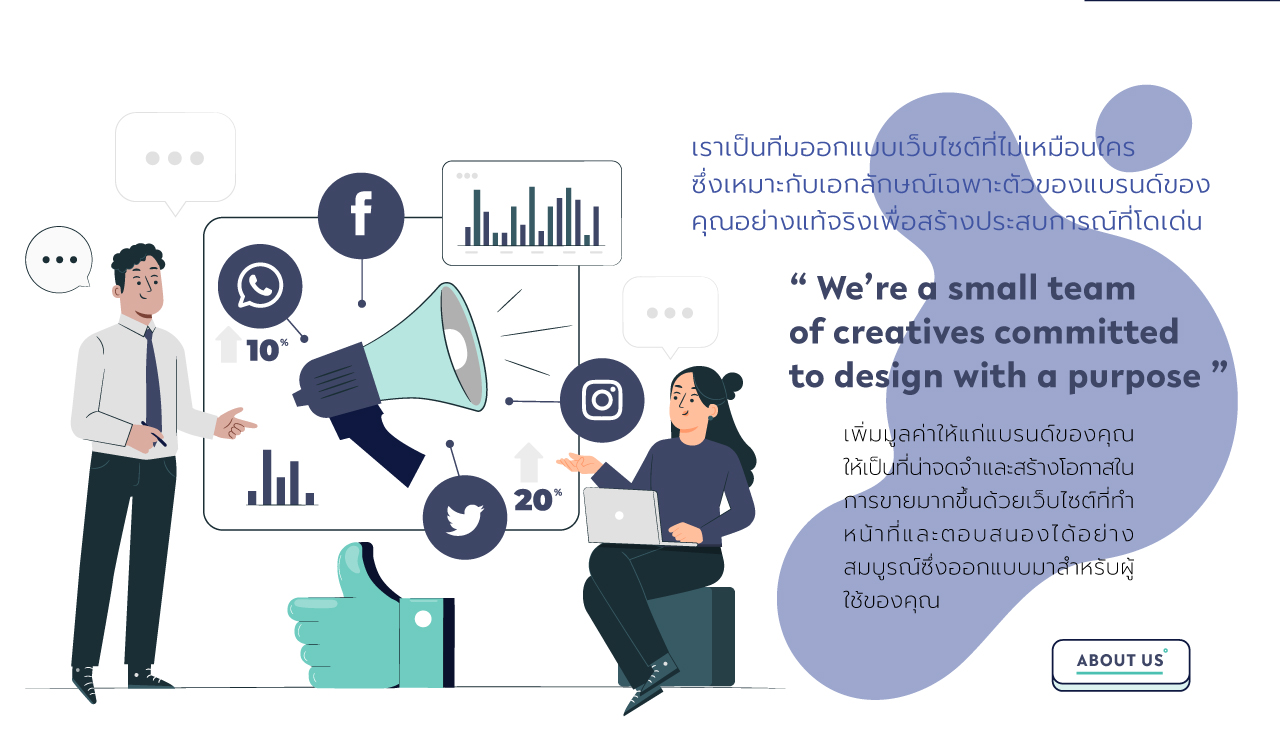 เราเป็นทีมออกแบบเว็บไซต์ที่ไม่เหมือนใคร
ซึ่งเหมาะกับเอกลักษณ์เฉพาะตัวของแบรนด์ของ
คุณอย่างแท้จริงเพื่อสร้างประสบการณ์ที่โดเด่น
“ We’re a small team
of creatives committed
to design with a purpose ”
เพิ่มมูลค่าให้แก่แบรนด์ของคุณ
ให้เป็นที่น่าจดจำและสร้างโอกาสใน
การขายมากขึ้นด้วยเว็บไซต์ที่ทำ
หน้าที่และตอบสนองได้อย่าง
สมบูรณ์ซึ่งออกแบบมาสำหรับผู้
ใช้ของคุณ
ABOUT US
10%
20%